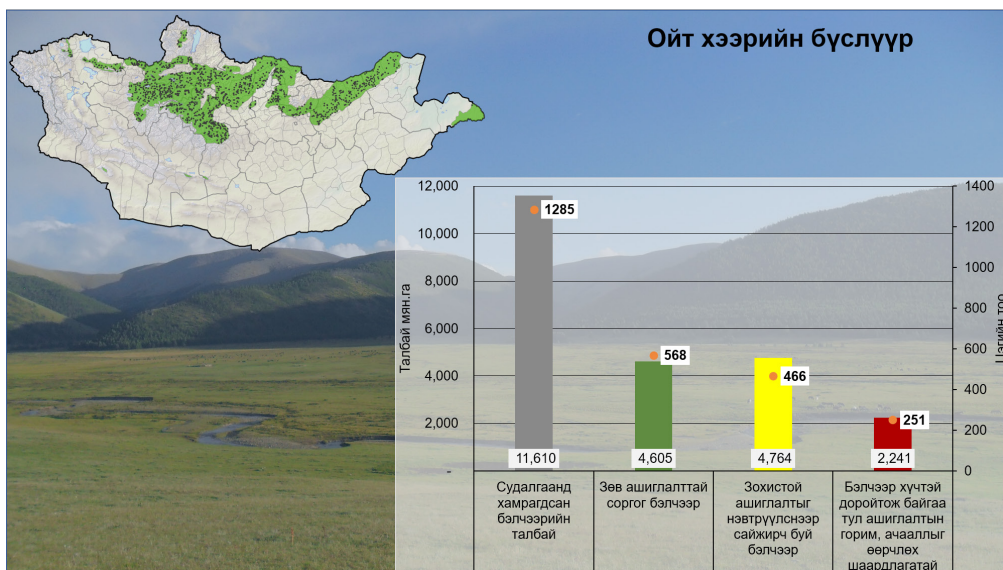 Ойт хээрийн бүслүүр
Талбай мян.га
12,000
10,000
8,000
6,000
4,000
2,000
1400
1200
1000
800
600
400
200
0
Цэгийн тоо
1285
568
466
251
11,610
4,605
4,764
2,241
Судалгаанд
хамрагдсан
бэлчээрийн
талбай
Зөв ашиглалттай
соргог бэлчээр
Зохистой
ашиглалтыг
нэвтрүүлснээр
сайжирч буй
бэлчээр
Бэлчээр хүчтэй
доройтож байгаа
тул ашиглалтын
горим, ачааллыг
өөрчлөх
шаардлагатай